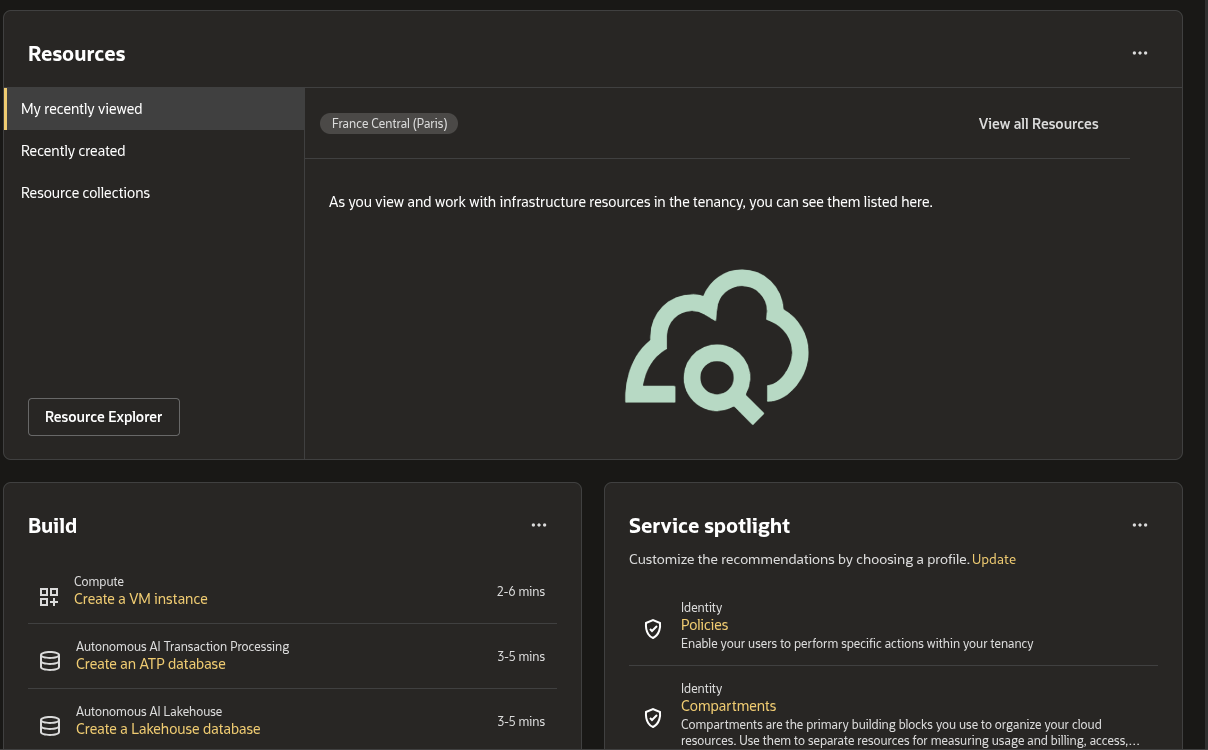 Resources
...
My recently viewed
Recently created
Resource collections
Resource Explorer
France Central (Paris)
View all Resources
As you view and work with infrastructure resources in the tenancy, you can see them listed here.
Build
...
Compute
Create a VM instance
2-6 mins
Autonomous AI Transaction Processing
Create an ATP database
3-5 mins
Autonomous AI Lakehouse
Create a Lakehouse database
3-5 mins
Service spotlight
...
Customize the recommendations by choosing a profile. Update
Identity
Policies
Enable your users to perform specific actions within your tenancy
Identity
Compartments
Compartments are the primary building blocks you use to organize your cloud
resources. Use them to separate resources for measuring usage and billing, access,...